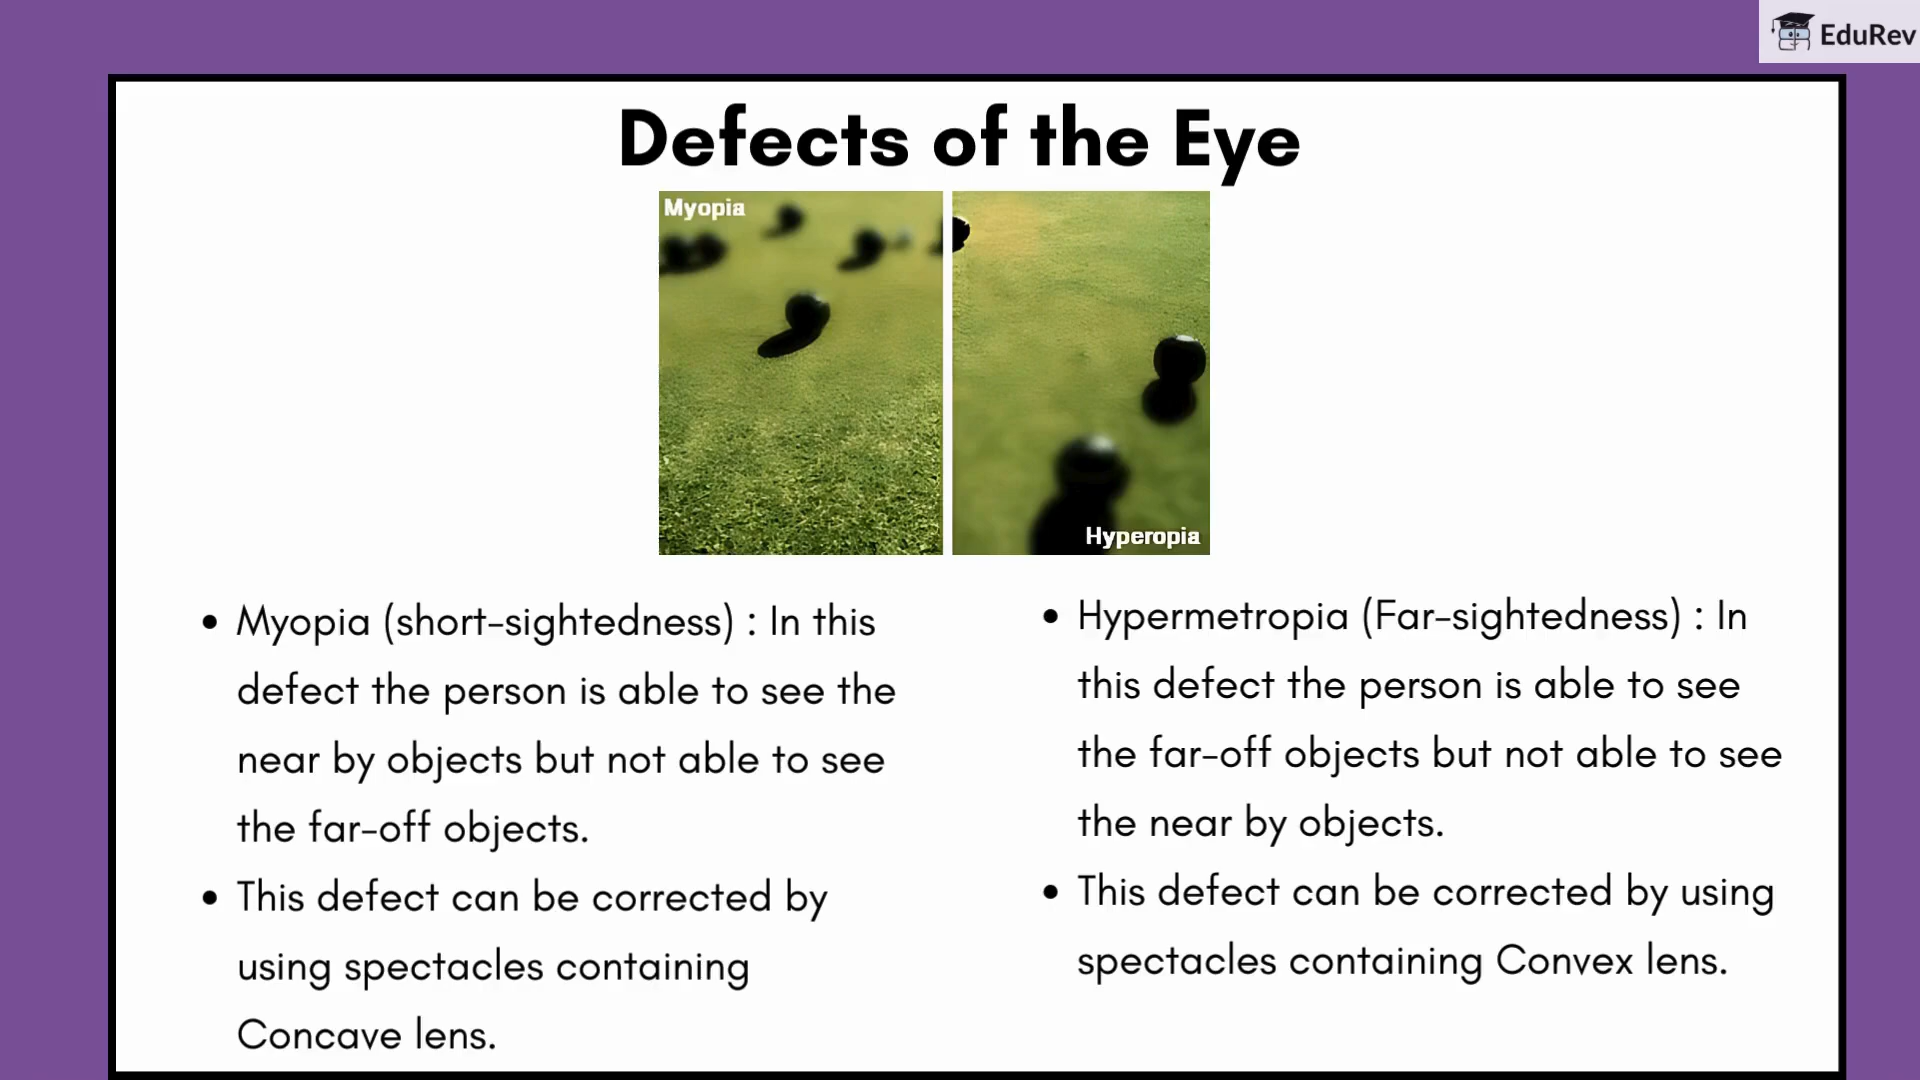 EduRev
Defects of the Eye
Myopia
Hyperopia
• Myopia (short-sightedness) : In this
defect the person is able to see the
near by objects but not able to see
the far-off objects.
• This defect can be corrected by
using spectacles containing
Concave lens.
• Hypermetropia (Far-sightedness) : In
this defect the person is able to see
the far-off objects but not able to see
the near by objects.
• This defect can be corrected by using
spectacles containing Convex lens.